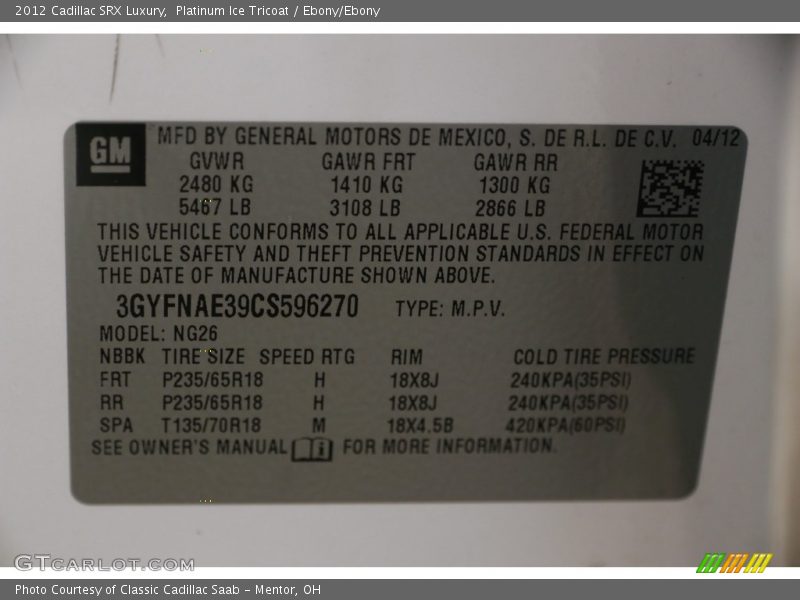 2012 Cadillac SRX Luxury, Platinum Ice Tricoat / Ebony/Ebony
GM MFD BY GENERAL MOTORS DE MEXICO, S. DE R.L. DE C.V. 04/12
GVWR GAWR FRT GAWR RR
2480 KG 1410 KG 1300 KG
5467 LB 3108 LB 2866 LB
THIS VEHICLE CONFORMS TO ALL APPLICABLE U.S. FEDERAL MOTOR
VEHICLE SAFETY AND THEFT PREVENTION STANDARDS IN EFFECT ON
THE DATE OF MANUFACTURE SHOWN ABOVE.
3GYFNAE39CS596270 TYPE: M.P.V.
MODEL: NG26
NBBK TIRE SIZE SPEED RTG RIM COLD TIRE PRESSURE
FRT P235/65R18 H 18X8J 240KPA(35PSI)
RR P235/65R18 H 18X8J 240KPA(35PSI)
SPA T135/70R18 M 18X4.5B 420KPA(60PSI)
SEE OWNER'S MANUAL i FOR MORE INFORMATION.
GTCARLOT.COM
Photo Courtesy of Classic Cadillac Saab - Mentor, OH